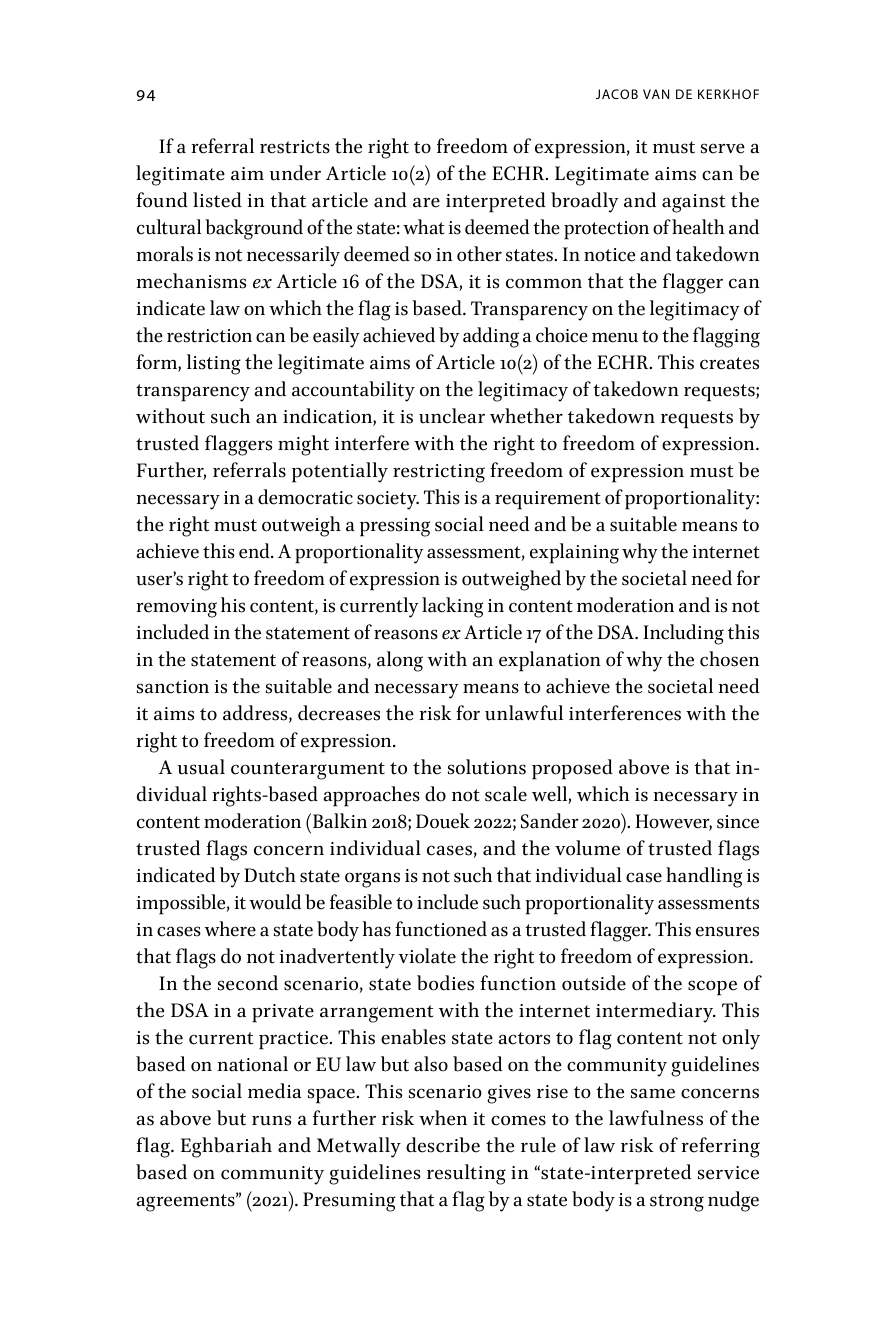 94
JACOB VAN DE KERKHOF
If a referral restricts the right to freedom of expression, it must serve a
legitimate aim under Article 10(2) of the ECHR. Legitimate aims can be
found listed in that article and are interpreted broadly and against the
cultural background of the state: what is deemed the protection of health and
morals is not necessarily deemed so in other states. In notice and takedown
mechanisms ex Article 16 of the DSA, it is common that the flagger can
indicate law on which the flag is based. Transparency on the legitimacy of
the restriction can be easily achieved by adding a choice menu to the flagging
form, listing the legitimate aims of Article 10(2) of the ECHR. This creates
transparency and accountability on the legitimacy of takedown requests;
without such an indication, it is unclear whether takedown requests by
trusted flaggers might interfere with the right to freedom of expression.
Further, referrals potentially restricting freedom of expression must be
necessary in a democratic society. This is a requirement of proportionality:
the right must outweigh a pressing social need and be a suitable means to
achieve this end. A proportionality assessment, explaining why the internet
user’s right to freedom of expression is outweighed by the societal need for
removing his content, is currently lacking in content moderation and is not
included in the statement of reasons ex Article 17 of the DSA. Including this
in the statement of reasons, along with an explanation of why the chosen
sanction is the suitable and necessary means to achieve the societal need
it aims to address, decreases the risk for unlawful interferences with the
right to freedom of expression.
A usual counterargument to the solutions proposed above is that in-
dividual rights-based approaches do not scale well, which is necessary in
content moderation (Balkin 2018; Douek 2022; Sander 2020). However, since
trusted flags concern individual cases, and the volume of trusted flags
indicated by Dutch state organs is not such that individual case handling is
impossible, it would be feasible to include such proportionality assessments
in cases where a state body has functioned as a trusted flagger. This ensures
that flags do not inadvertently violate the right to freedom of expression.
In the second scenario, state bodies function outside of the scope of
the DSA in a private arrangement with the internet intermediary. This
is the current practice. This enables state actors to flag content not only
based on national or EU law but also based on the community guidelines
of the social media space. This scenario gives rise to the same concerns
as above but runs a further risk when it comes to the lawfulness of the
flag. Eghbariah and Metwally describe the rule of law risk of referring
based on community guidelines resulting in “state-interpreted service
agreements” (2021). Presuming that a flag by a state body is a strong nudge